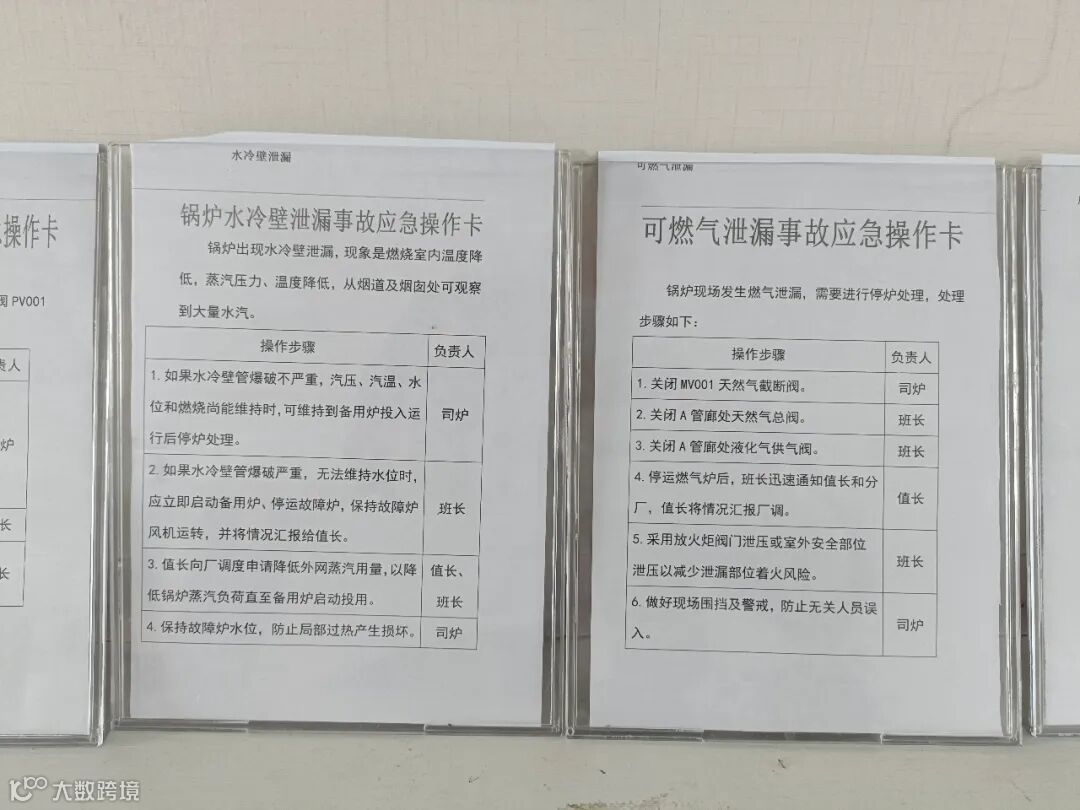 操作卡
阀 PV001
责人
炉
长
长
水冷壁泄漏
锅炉水冷壁泄漏事故应急操作卡
锅炉出现水冷壁泄漏，现象是燃烧室内温度降
低，蒸汽压力、温度降低，从烟道及烟囱处可观察
到大量水汽。
操作步骤 负责人
1. 如果水冷壁管爆破不严重，汽压、汽温、水
位和燃烧尚能维持时，可维持到备用炉投入运
行后停炉处理。
司炉
2. 如果水冷壁管爆破严重，无法维持水位时，
应立即启动备用炉、停运故障炉，保持故障炉
风机运转，并将情况汇报给值长。
班长
3. 值长向厂调度申请降低外网蒸汽用量，以降
低锅炉蒸汽负荷直至备用炉启动投用。
值长、
班长
4. 保持故障炉水位，防止局部过热产生损坏。 司炉
可燃气泄漏
可燃气泄漏事故应急操作卡
锅炉现场发生燃气泄漏，需要进行停炉处理，处理
步骤如下：
操作步骤 负责人
1. 关闭 MV001 天然气截断阀。 司炉
2. 关闭 A 管廊处天然气总阀。 班长
3. 关闭 A 管廊处液化气供气阀。 班长
4. 停运燃气炉后，班长迅速通知值长和分
厂，值长将情况汇报厂调。
值长
5. 采用放火炬阀门泄压或室外安全部位
泄压以减少泄漏部位着火风险。
班长
6. 做好现场围挡及警戒，防止无关人员误
入。
司炉
大数跨境